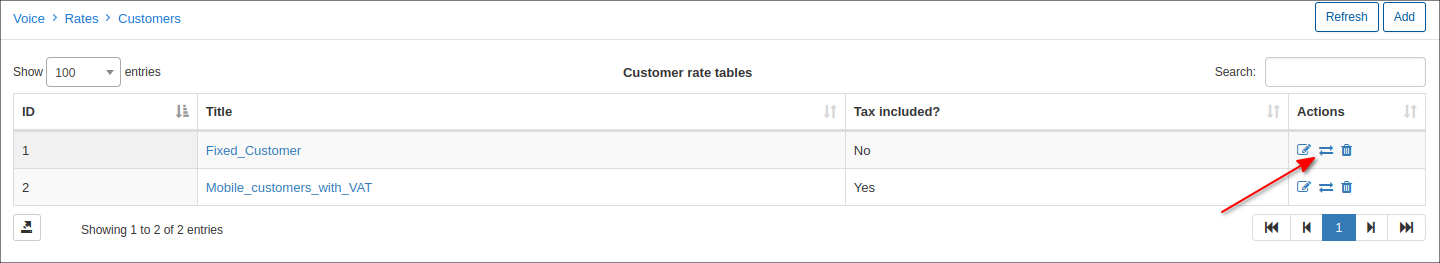 Voice > Rates > Customers
Refresh Add
Show 100 entries Customer rate tables Search:
ID Title Tax included? Actions
1 Fixed_Customer No
2 Mobile_customers_with_VAT Yes
Showing 1 to 2 of 2 entries 1